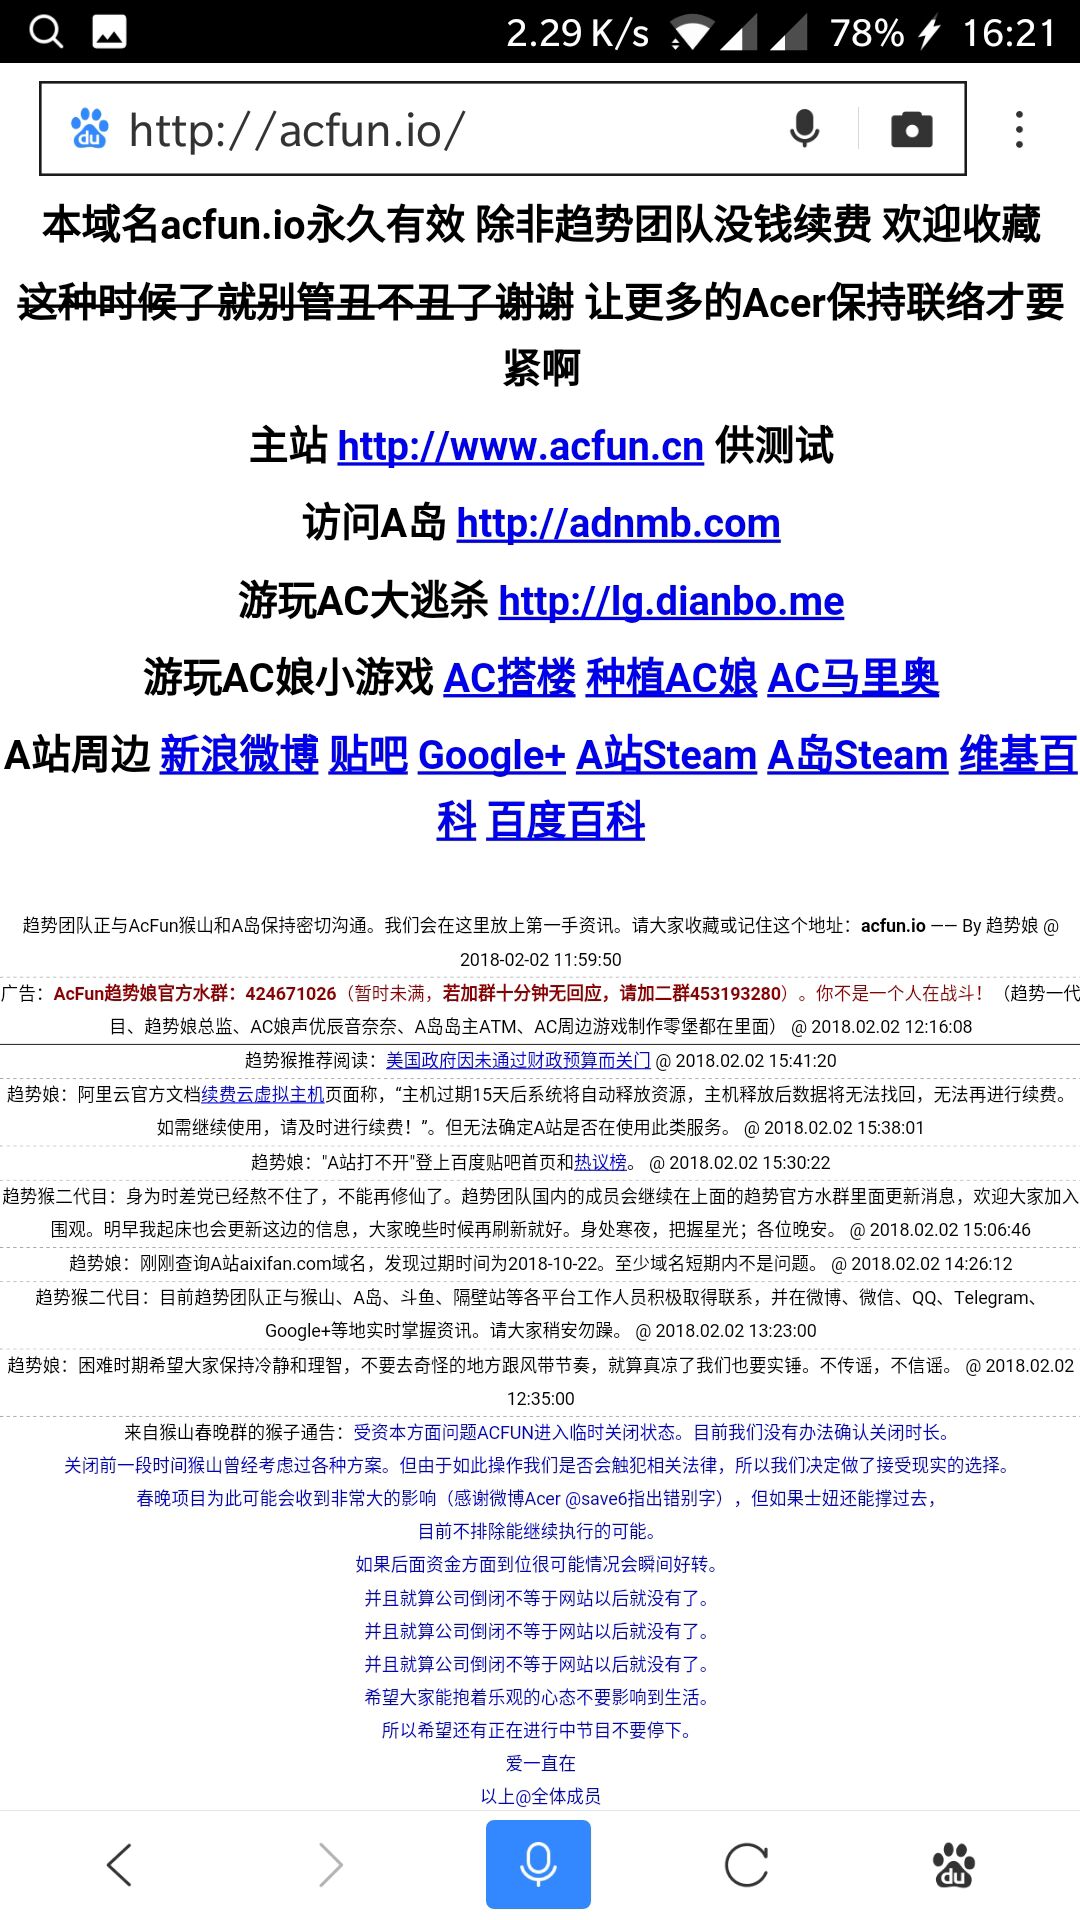 2.29 K/s 78% 16:21
du http://acfun.io/
本域名acfun.io永久有效 除非趋势团队没钱续费 欢迎收藏
这种时候了就别管丑不丑了谢谢 让更多的Acer保持联络才要
紧啊
主站 http://www.acfun.cn 供测试
访问A岛 http://adnmb.com
游玩AC大逃杀 http://lg.dianbo.me
游玩AC娘小游戏 AC搭楼 种植AC娘 AC马里奥
A站周边 新浪微博 贴吧 Google+ A站Steam A岛Steam 维基百
科 百度百科
趋势团队正与AcFun猴山和A岛保持密切沟通。我们会在这里放上第一手资讯。请大家收藏或记住这个地址：acfun.io —— By 趋势娘 @
2018-02-02 11:59:50
广告：AcFun趋势娘官方水群：424671026（暂时未满，若加群十分钟无回应，请加二群453193280）。你不是一个人在战斗！（趋势一代
目、趋势娘总监、AC娘声优辰音奈奈、A岛岛主ATM、AC周边游戏制作零堡都在里面） @ 2018.02.02 12:16:08
趋势猴推荐阅读：美国政府因未通过财政预算而关门 @ 2018.02.02 15:41:20
趋势娘：阿里云官方文档续费云虚拟主机页面称，“主机过期15天后系统将自动释放资源，主机释放后数据将无法找回，无法再进行续费。
如需继续使用，请及时进行续费！”。但无法确定A站是否在使用此类服务。 @ 2018.02.02 15:38:01
趋势娘："A站打不开"登上百度贴吧首页和热议榜。 @ 2018.02.02 15:30:22
趋势猴二代目：身为时差党已经熬不住了，不能再修仙了。趋势团队国内的成员会继续在上面的趋势官方水群里面更新消息，欢迎大家加入
围观。明早我起床也会更新这边的信息，大家晚些时候再刷新就好。身处寒夜，把握星光；各位晚安。 @ 2018.02.02 15:06:46
趋势娘：刚刚查询A站aixifan.com域名，发现过期时间为2018-10-22。至少域名短期内不是问题。 @ 2018.02.02 14:26:12
趋势猴二代目：目前趋势团队正与猴山、A岛、斗鱼、隔壁站等各平台工作人员积极取得联系，并在微博、微信、QQ、Telegram、
Google+等地实时掌握资讯。请大家稍安勿躁。 @ 2018.02.02 13:23:00
趋势娘：困难时期希望大家保持冷静和理智，不要去奇怪的地方跟风带节奏，就算真凉了我们也要实锤。不传谣，不信谣。 @ 2018.02.02
12:35:00
来自猴山春晚群的猴子通告：受资本方面问题ACFUN进入临时关闭状态。目前我们没有办法确认关闭时长。
关闭前一段时间猴山曾经考虑过各种方案。但由于如此操作我们是否会触犯相关法律，所以我们决定做了接受现实的选择。
春晚项目为此可能会收到非常大的影响（感谢微博Acer @save6指出错别字），但如果士妞还能撑过去，
目前不排除能继续执行的可能。
如果后面资金方面到位很可能情况会瞬间好转。
并且就算公司倒闭不等于网站以后就没有了。
并且就算公司倒闭不等于网站以后就没有了。
并且就算公司倒闭不等于网站以后就没有了。
希望大家能抱着乐观的心态不要影响到生活。
所以希望还有正在进行中节目不要停下。
爱一直在
以上@全体成员
du